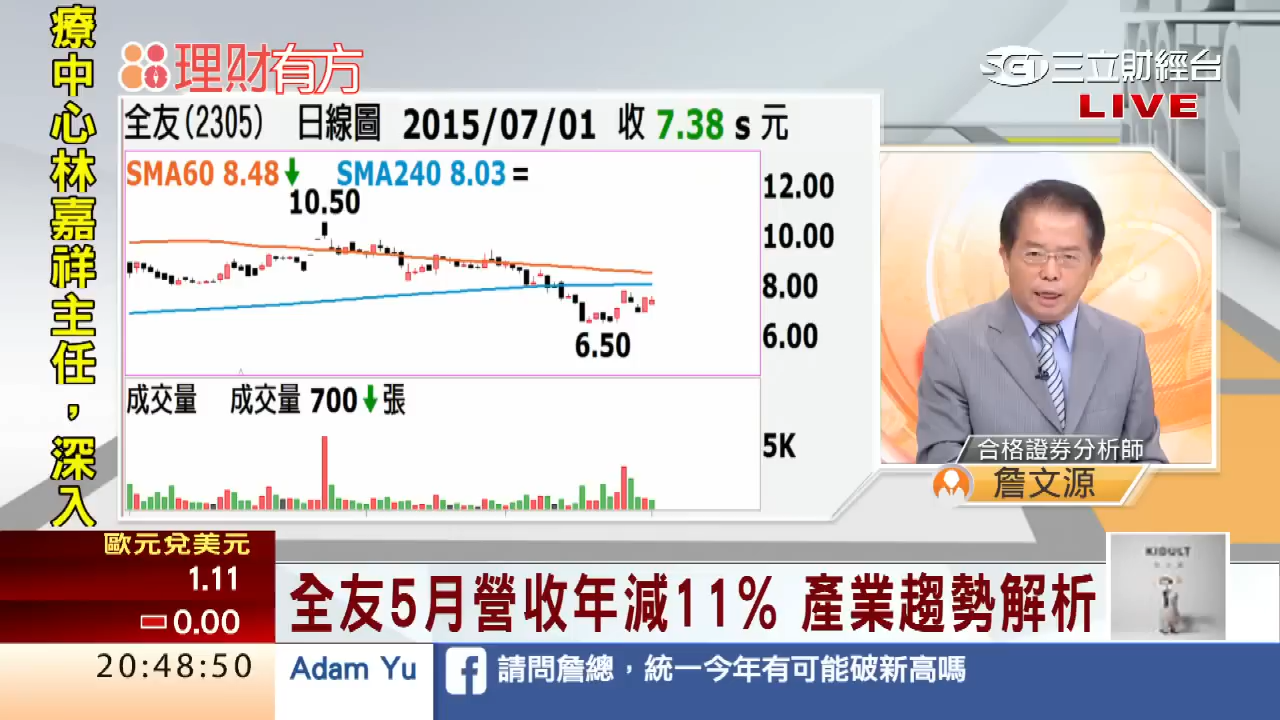 療中心林嘉祥主任，深入
理財有方
SET 三立財經台
LIVE
全友(2305) 日線圖 2015/07/01 收 7.38 s 元
SMA60 8.48↓ SMA240 8.03=
10.50
12.00
10.00
8.00
6.00
6.50
成交量 成交量 700↓張
5K
合格證券分析師
詹文源
歐元兌美元
1.11
0.00
全友5月營收年減11% 產業趨勢解析
KIDULT
20:48:50
Adam Yu
f 請問詹總，統一今年有可能破新高嗎